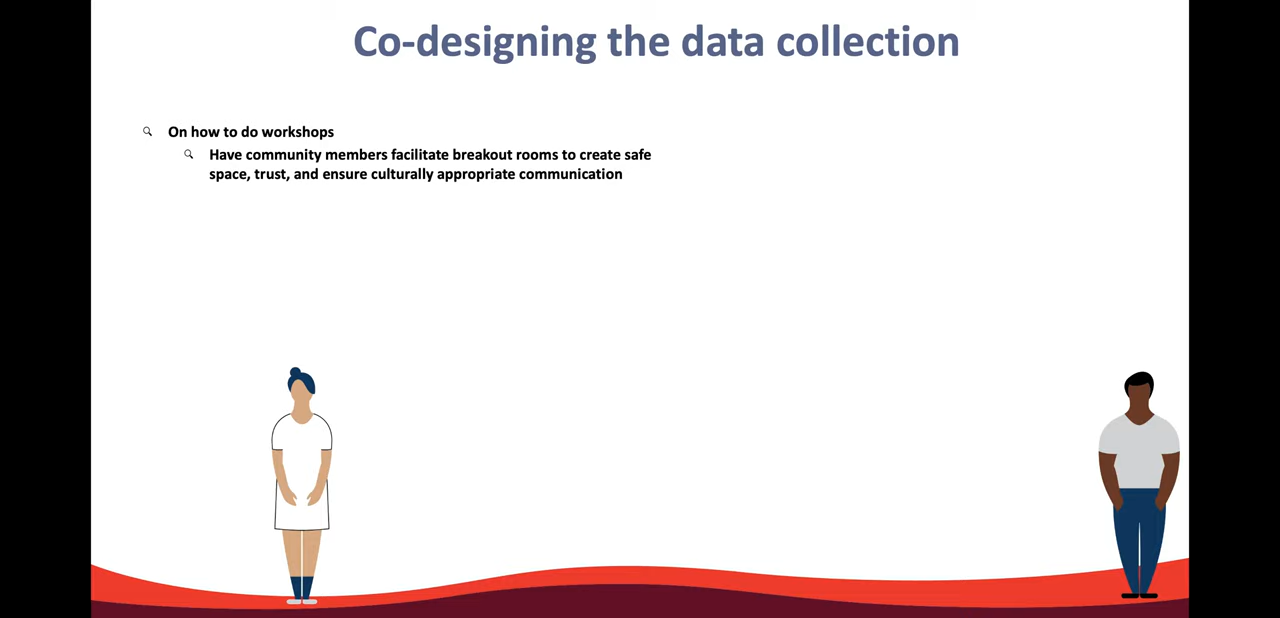 Co-designing the data collection
On how to do workshops
Have community members facilitate breakout rooms to create safe
space, trust, and ensure culturally appropriate communication